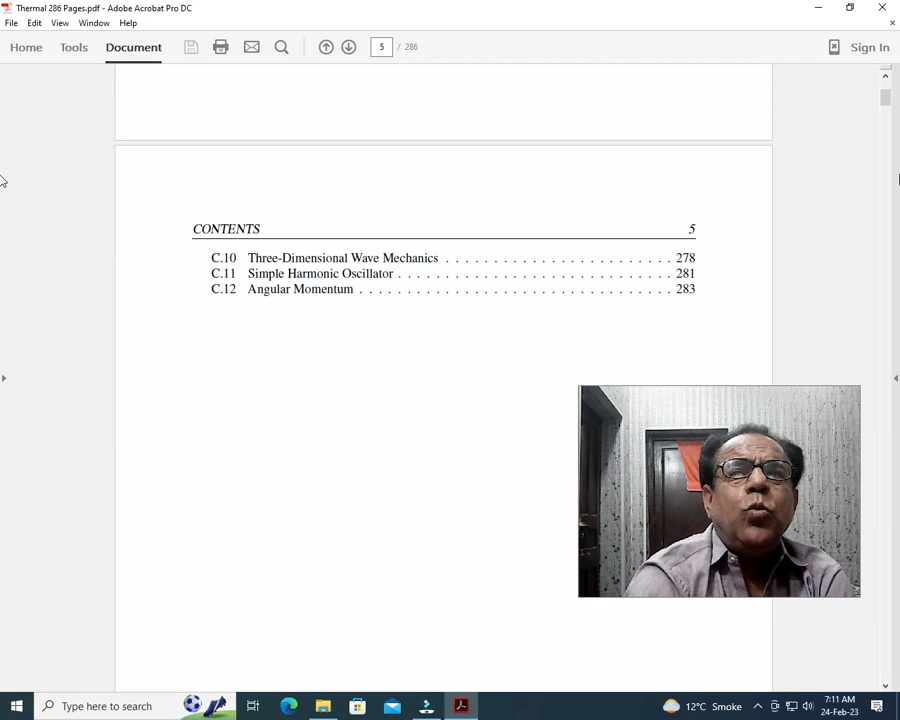 Thermal 286 Pages.pdf - Adobe Acrobat Pro DC
File Edit View Window Help
Home Tools Document 5 / 286 Sign In
CONTENTS 5
C.10 Three-Dimensional Wave Mechanics . . . . . . . . . . . . . . . . . . . . . . . . 278
C.11 Simple Harmonic Oscillator . . . . . . . . . . . . . . . . . . . . . . . . . . . . . 281
C.12 Angular Momentum . . . . . . . . . . . . . . . . . . . . . . . . . . . . . . . . 283
Type here to search
12°C Smoke
7:11 AM
24-Feb-23